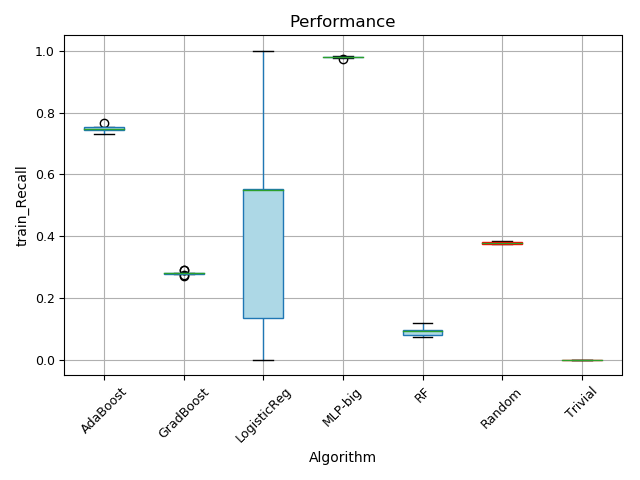 Performance
train_Recall
1.0
0.8
0.6
0.4
0.2
0.0
AdaBoost
GradBoost
LogisticReg
MLP-big
RF
Random
Trivial
Algorithm